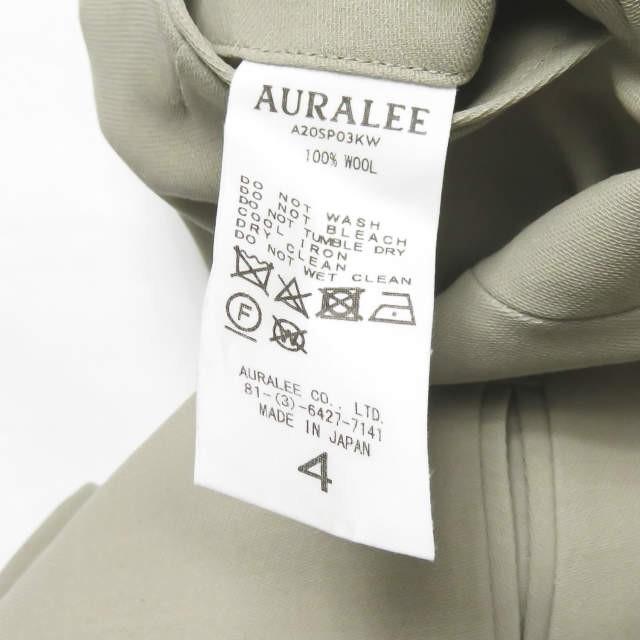 AURALEE
A20SP03KW
100% WOOL
DO NOT WASH
DO NOT BLEACH
DO NOT TUMBLE DRY
COOL IRON
DRY CLEAN
DO NOT WET CLEAN
F
W
AURALEE CO., LTD.
81-(3)-6427-7141
MADE IN JAPAN
4